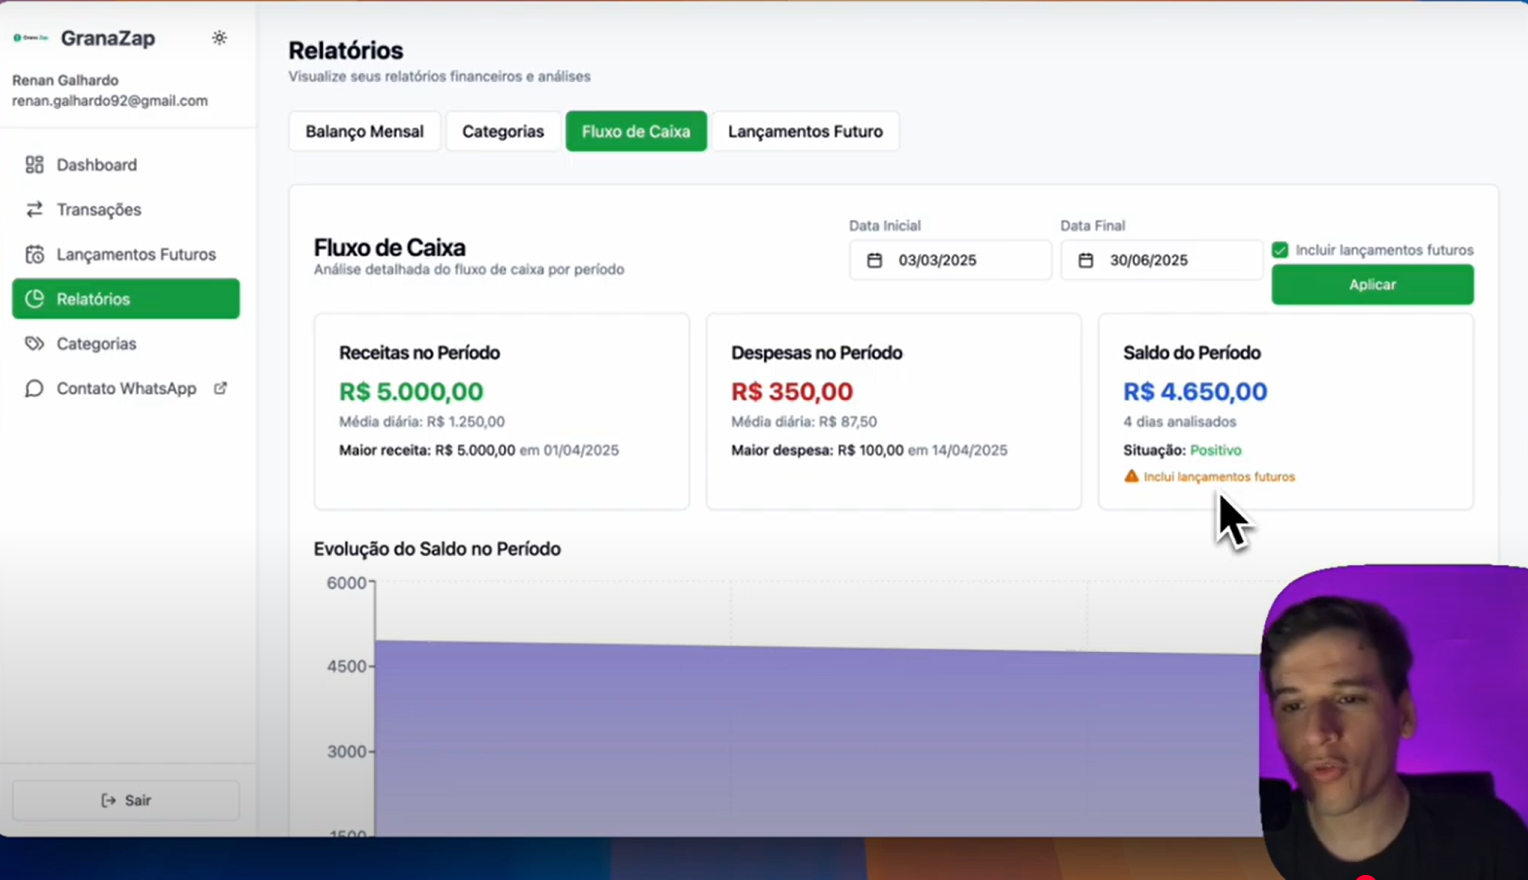 GranaZap
Renan Galhardo
renan.galhardo92@gmail.com
Dashboard
Transações
Lançamentos Futuros
Relatórios
Categorias
Contato WhatsApp
Sair
Relatórios
Visualize seus relatórios financeiros e análises
Balanço Mensal
Categorias
Fluxo de Caixa
Lançamentos Futuro
Fluxo de Caixa
Análise detalhada do fluxo de caixa por período
Data Inicial
03/03/2025
Data Final
30/06/2025
Incluir lançamentos futuros
Aplicar
Receitas no Período
R$ 5.000,00
Média diária: R$ 1.250,00
Maior receita: R$ 5.000,00 em 01/04/2025
Despesas no Período
R$ 350,00
Média diária: R$ 87,50
Maior despesa: R$ 100,00 em 14/04/2025
Saldo do Período
R$ 4.650,00
4 dias analisados
Situação: Positivo
Inclui lançamentos futuros
Evolução do Saldo no Período
6000
4500
3000
1500